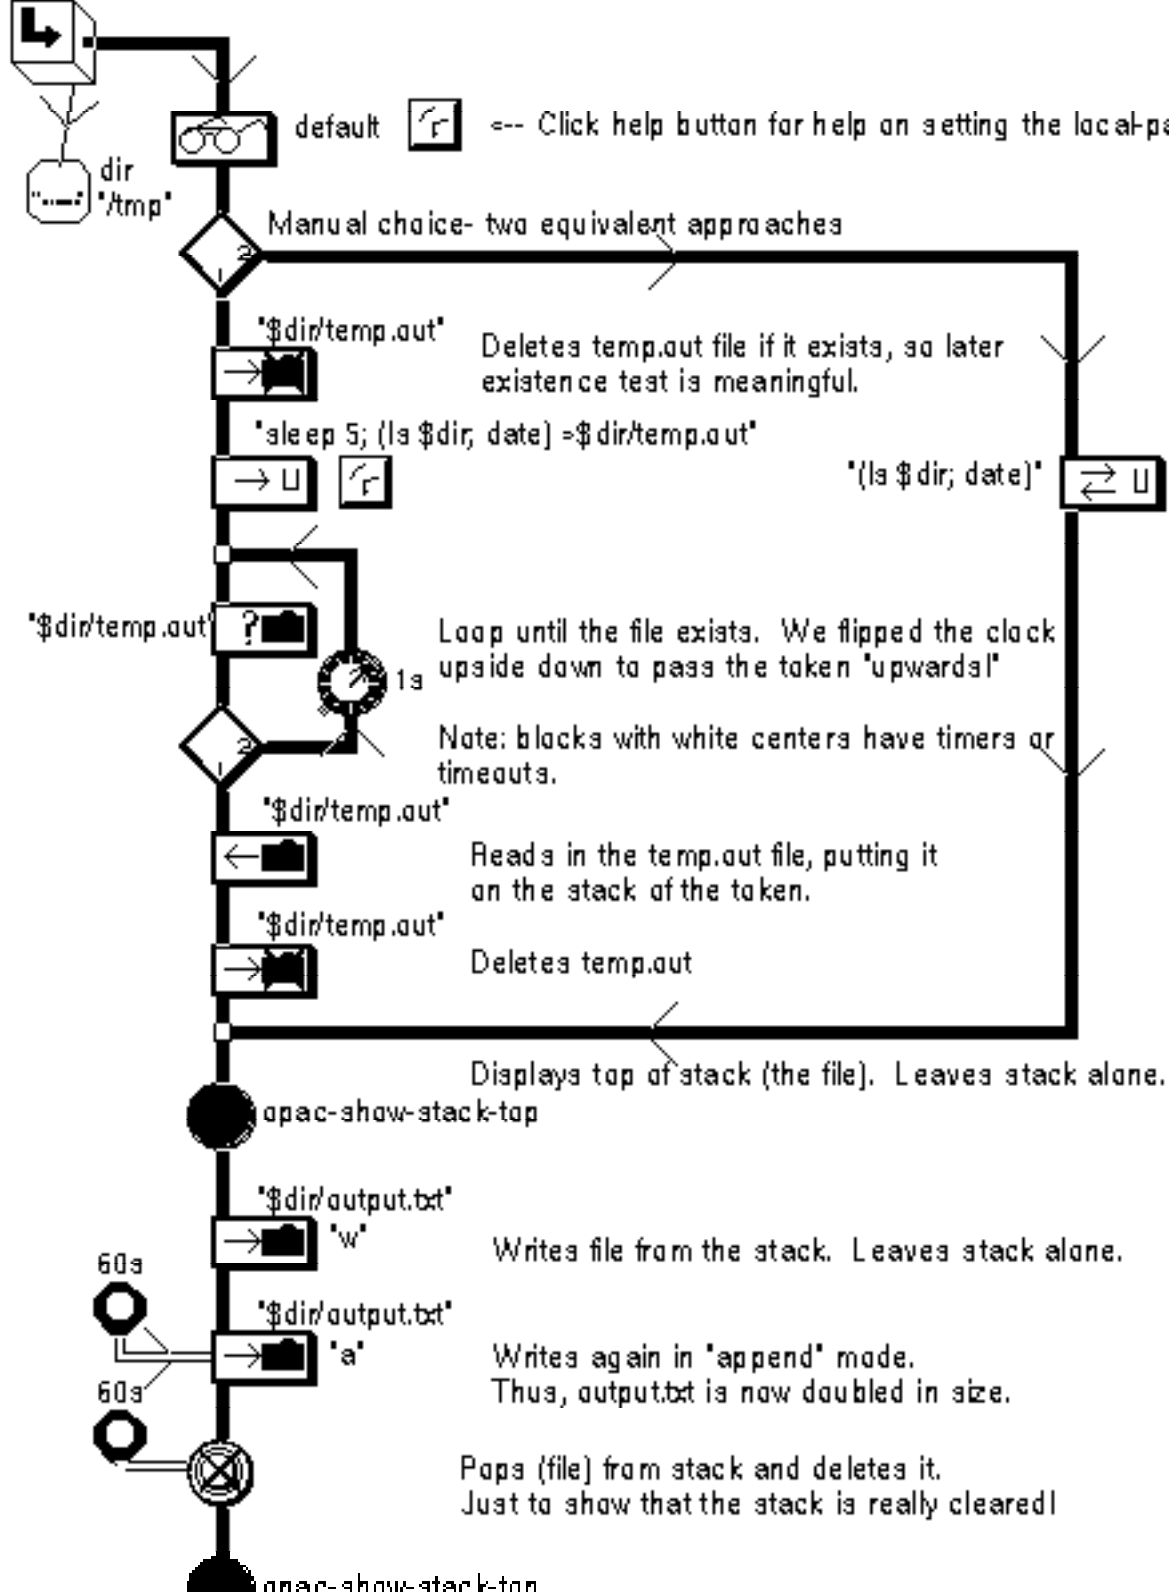 default
<-- Click help button for help on setting the local-pa
dir
"/tmp"
Manual choice- two equivalent approaches
2
1
"$dir/temp.out"
Deletes temp.out file if it exists, so later
existence test is meaningful.
"sleep 5; (ls $dir; date) >$dir/temp.out"
→ U
"(ls $dir; date)"
U
"$dir/temp.out"
?
Loop until the file exists. We flipped the clock
upside down to pass the token "upwards!"
1s
2
1
Note: blocks with white centers have timers or
timeouts.
"$dir/temp.out"
Reads in the temp.out file, putting it
on the stack of the token.
"$dir/temp.out"
Deletes temp.out
Displays top of stack (the file). Leaves stack alone.
opac-show-stack-top
"$dir/output.txt"
"w"
Writes file from the stack. Leaves stack alone.
60s
"$dir/output.txt"
"a"
Writes again in "append" mode.
Thus, output.txt is now doubled in size.
60s
Pops (file) from stack and deletes it.
Just to show that the stack is really cleared!
opac-show-stack-top